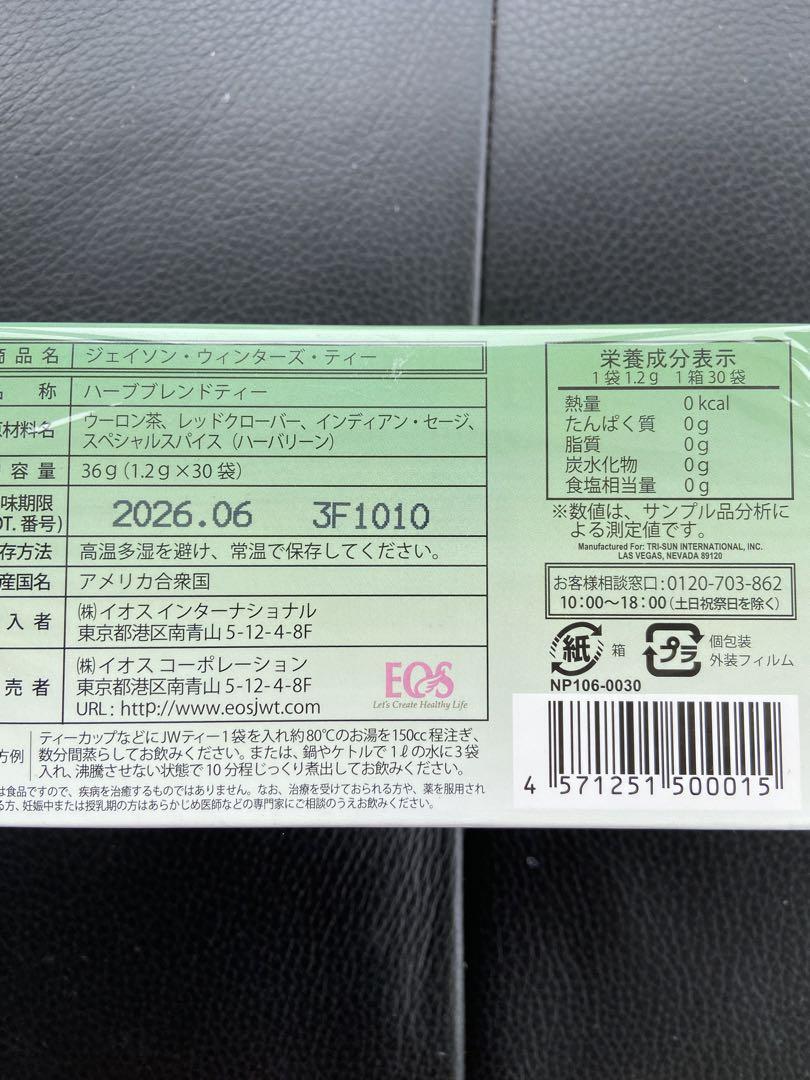 商品名 ジェイソン・ウィンターズ・ティー
称 ハーブブレンドティー
原材料名 ウーロン茶、レッドクローバー、インディアン・セージ、
スペシャルスパイス（ハーバリーン）
容量 36g（1.2g×30袋）
味期限
OT. 番号) 2026.06 3F1010
存方法 高温多湿を避け、常温で保存してください。
産国名 アメリカ合衆国
入者 ㈱イオス インターナショナル
東京都港区南青山 5-12-4-8F
売者 ㈱イオス コーポレーション
東京都港区南青山 5-12-4-8F
URL : http://www.eosjwt.com
EOS
Let's Create Healthy Life
方例 ティーカップなどにJWティー1袋を入れ約80℃のお湯を150cc程注ぎ、
数分間蒸らしてお飲みください。または、鍋やケトルで1ℓの水に3袋
入れ、沸騰させない状態で10分程じっくり煮出してお飲みください。
は食品ですので、疾病を治癒するものではありません。なお、治療を受けておられる方や、薬を服用され
る方、妊娠中または授乳期の方はあらかじめ医師などの専門家にご相談のうえお飲みください。
栄養成分表示
1袋1.2g 1箱30袋
熱量 0kcal
たんぱく質 0g
脂質 0g
炭水化物 0g
食塩相当量 0g
※数値は、サンプル品分析に
よる測定値です。
Manufactured For: TRI-SUN INTERNATIONAL, INC.
LAS VEGAS, NEVADA 89120
お客様相談窓口:0120-703-862
10:00〜18:00（土日祝祭日を除く）
紙 箱 プラ 個包装
外装フィルム
NP106-0030
4 571251 500015